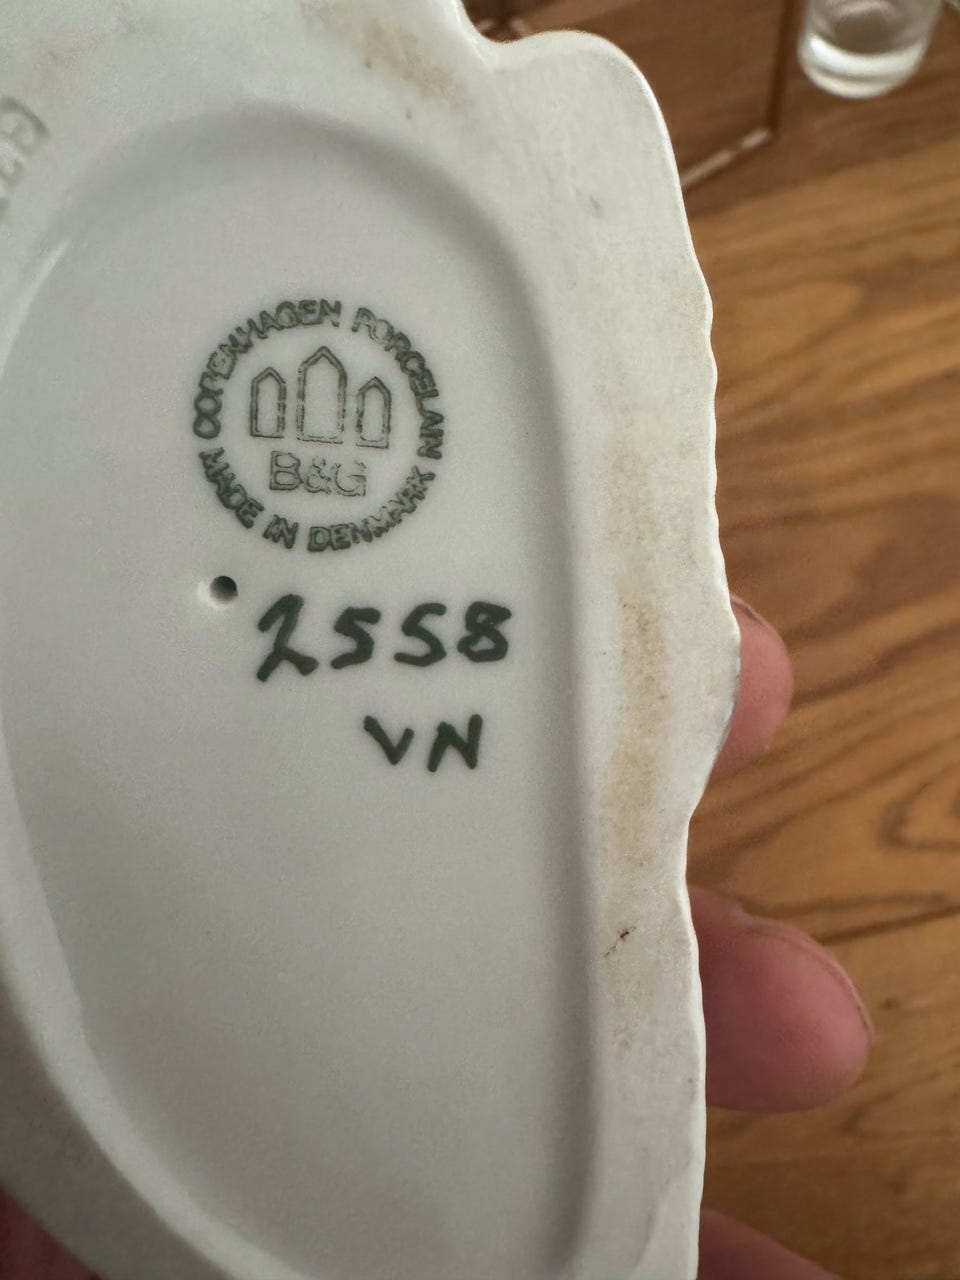 COPENHAGEN PORCELAIN
MADE IN DENMARK
B&G
2558
VN